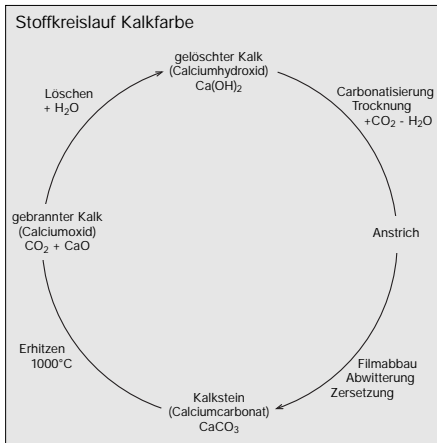 Stoffkreislauf Kalkfarbe
gelöschter Kalk
(Calciumhydroxid)
Ca(OH)₂
Löschen
+ H₂O
Carbonatisierung
Trocknung
+CO₂ - H₂O
gebrannter Kalk
(Calciumoxid)
CO₂ + CaO
Anstrich
Erhitzen
1000°C
Filmabbau
Abwitterung
Zersetzung
Kalkstein
(Calciumcarbonat)
CaCO₃